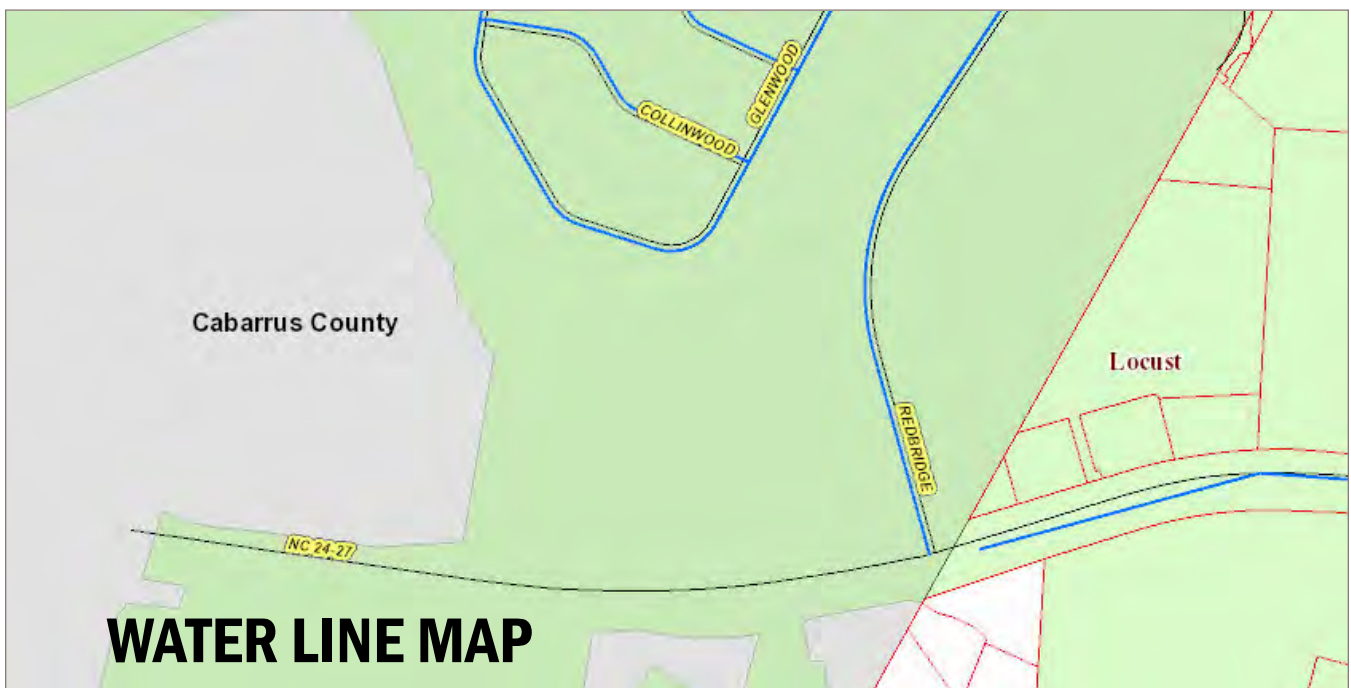 GLENWOOD
COLLINWOOD
Cabarrus County
Locust
REDBRIDGE
NC 24-27
WATER LINE MAP